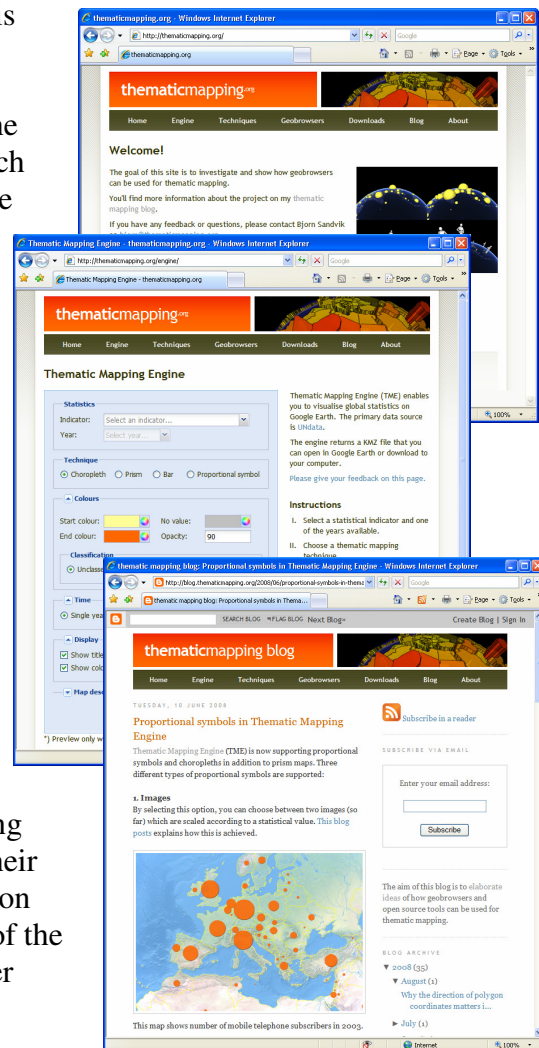 is
ne
ch
e
ng
heir
on
of the
er
thematicmapping.org - Windows Internet Explorer
http://thematicmapping.org/
Google
thematicmapping.org
Page
Tools
thematicmapping.org
Home Engine Techniques Geobrowsers Downloads Blog About
Welcome!
The goal of this site is to investigate and show how geobrowsers
can be used for thematic mapping.
You'll find more information about the project on my thematic
mapping blog.
If you have any feedback or questions, please contact Bjorn Sandvik
100%
Thematic Mapping Engine - thematicmapping.org - Windows Internet Explorer
http://thematicmapping.org/engine/
Google
Thematic Mapping Engine - thematicmapping.org
Page Tools
thematicmapping.org
Home Engine Techniques Geobrowsers Downloads Blog About
Thematic Mapping Engine
Statistics
Indicator: Select an indicator...
Year: Select year...
Technique
Choropleth Prism Bar Proportional symbol
Colours
Start colour: No value:
End colour: Opacity: 90
Classification
Unclasse
Time
Single yea
Display
Show title
Show colo
Map desc
*) Preview only w
Thematic Mapping Engine (TME) enables
you to visualise global statistics on
Google Earth. The primary data source
is UNdata.
The engine returns a KMZ file that you
can open in Google Earth or download to
your computer.
Please give your feedback on this page.
Instructions
I. Select a statistical indicator and one
of the years available.
II. Choose a thematic mapping
technique
100%
thematic mapping blog: Proportional symbols in Thematic Mapping Engine - Windows Internet Explorer
http://blog.thematicmapping.org/2008/06/proportional-symbols-in-thema
Google
thematic mapping blog: Proportional symbols in Thema...
Page Tools
SEARCH BLOG FLAG BLOG Next Blog»
Create Blog | Sign In
thematicmapping blog
Home Engine Techniques Geobrowsers Downloads Blog About
TUESDAY, 10 JUNE 2008
Proportional symbols in Thematic Mapping
Engine
Thematic Mapping Engine (TME) is now supporting proportional
symbols and choropleths in addition to prism maps. Three
different types of proportional symbols are supported:
1. Images
By selecting this option, you can choose between two images (so
far) which are scaled according to a statistical value. This blog
posts explains how this is achieved.
This map shows number of mobile telephone subscribers in 2003.
Subscribe in a reader
SUBSCRIBE VIA EMAIL
Enter your email address:
Subscribe
The aim of this blog is to elaborate
ideas of how geobrowsers and
open source tools can be used for
thematic mapping.
BLOG ARCHIVE
▼ 2008 (35)
▼ August (1)
Why the direction of polygon
coordinates matters i...
► July (1)
Internet
100%